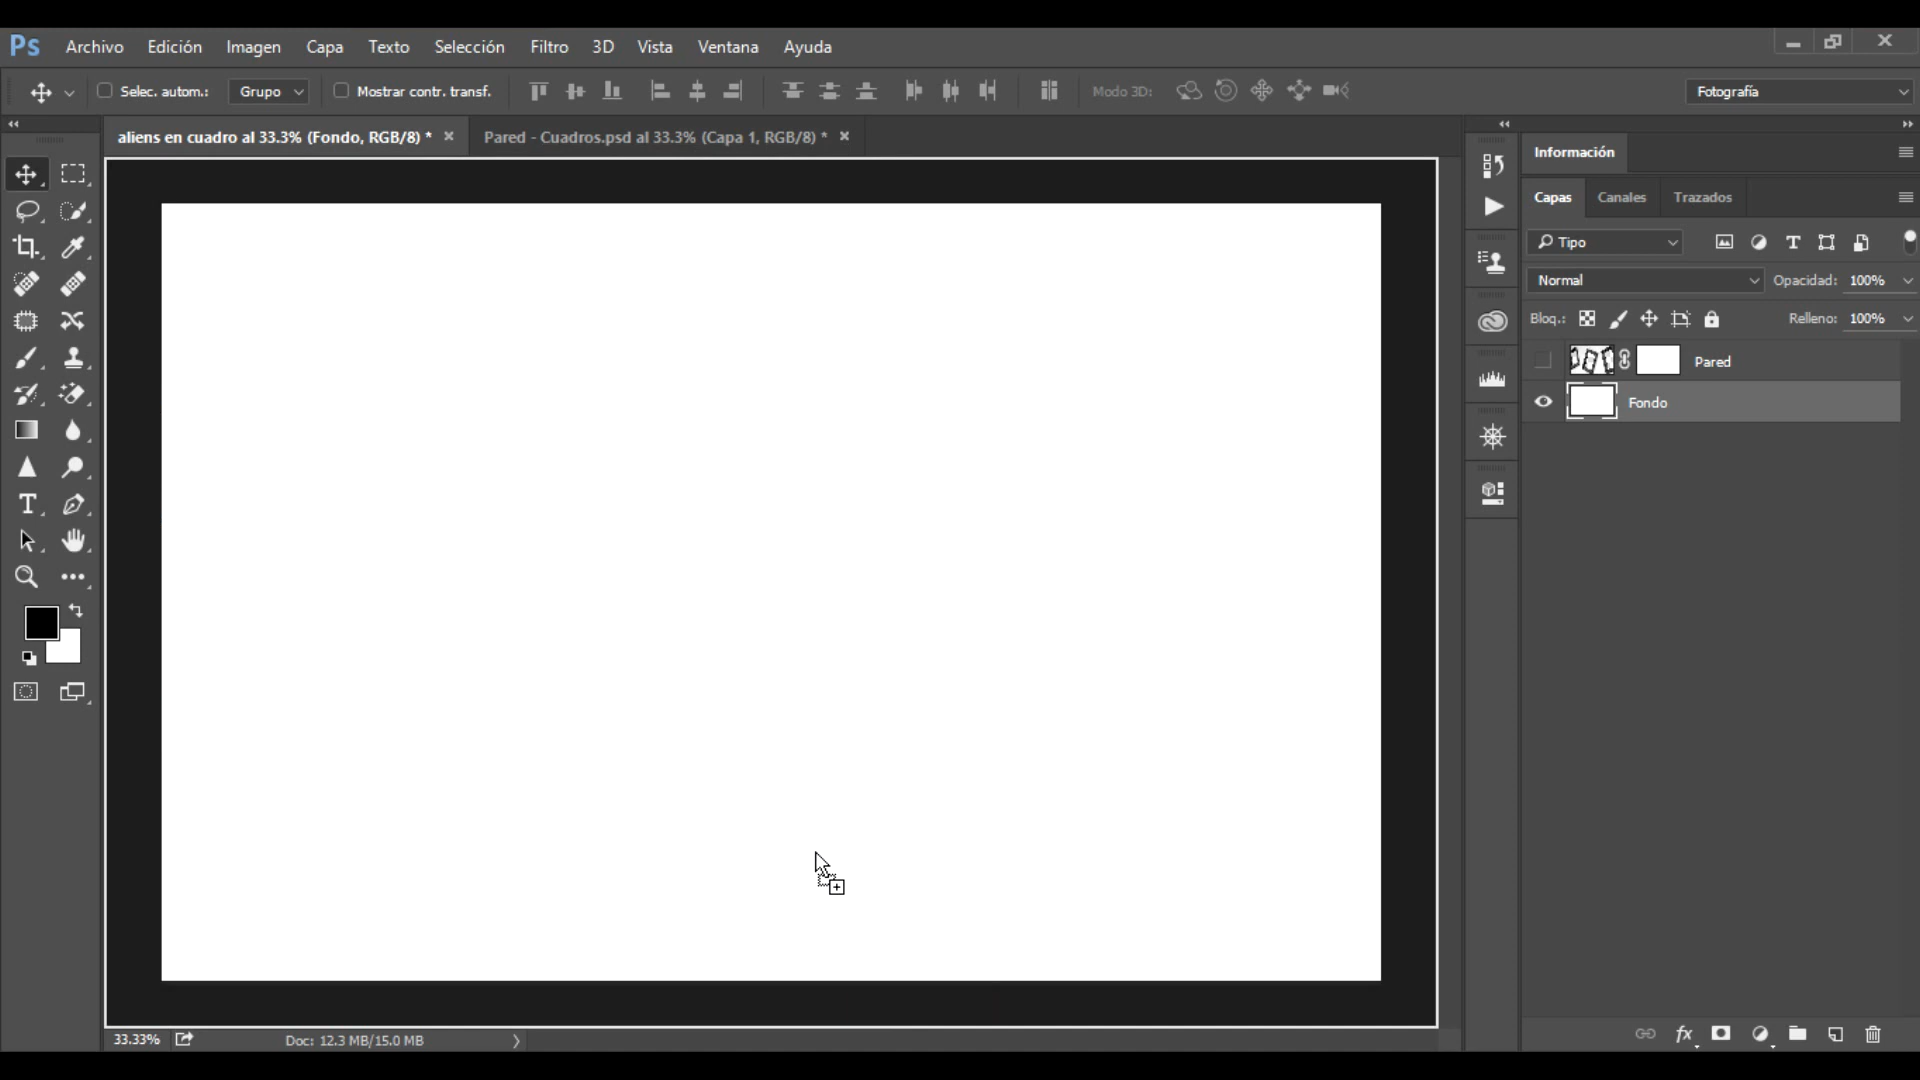 Ps Archivo Edición Imagen Capa Texto Selección Filtro 3D Vista Ventana Ayuda
Selec. autom.: Grupo Mostrar contr. transf. Modo 3D: Fotografía
aliens en cuadro al 33.3% (Fondo, RGB/8) * Pared - Cuadros.psd al 33.3% (Capa 1, RGB/8) *
Información
Capas Canales Trazados
Tipo
Normal Opacidad: 100%
Bloq.: Relleno: 100%
Pared
Fondo
33.33% Doc: 12.3 MB/15.0 MB
fx